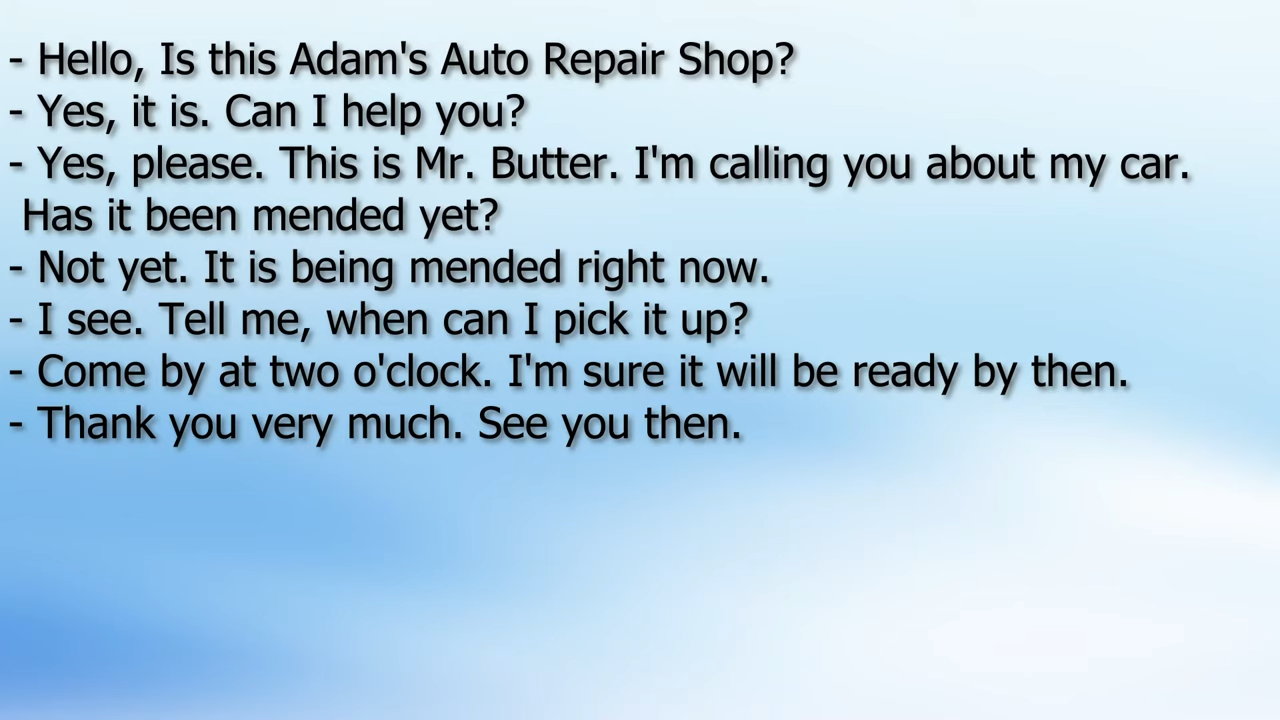 - Hello, Is this Adam's Auto Repair Shop?
- Yes, it is. Can I help you?
- Yes, please. This is Mr. Butter. I'm calling you about my car.
Has it been mended yet?
- Not yet. It is being mended right now.
- I see. Tell me, when can I pick it up?
- Come by at two o'clock. I'm sure it will be ready by then.
- Thank you very much. See you then.